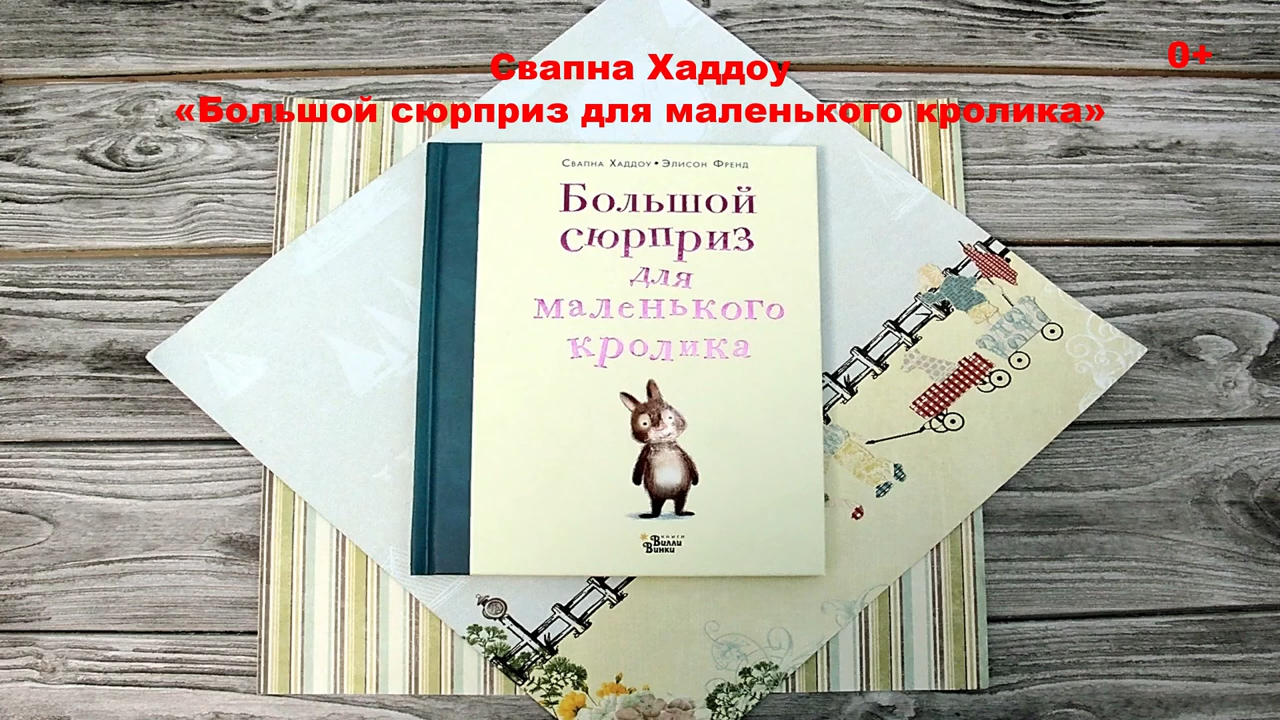 Свапна Хаддоу
0+
«Большой сюрприз для маленького кролика»
Свапна Хаддоу • Элисон Френд
Большой
сюрприз
для
маленького
кролика
книги
Вилли
Винки